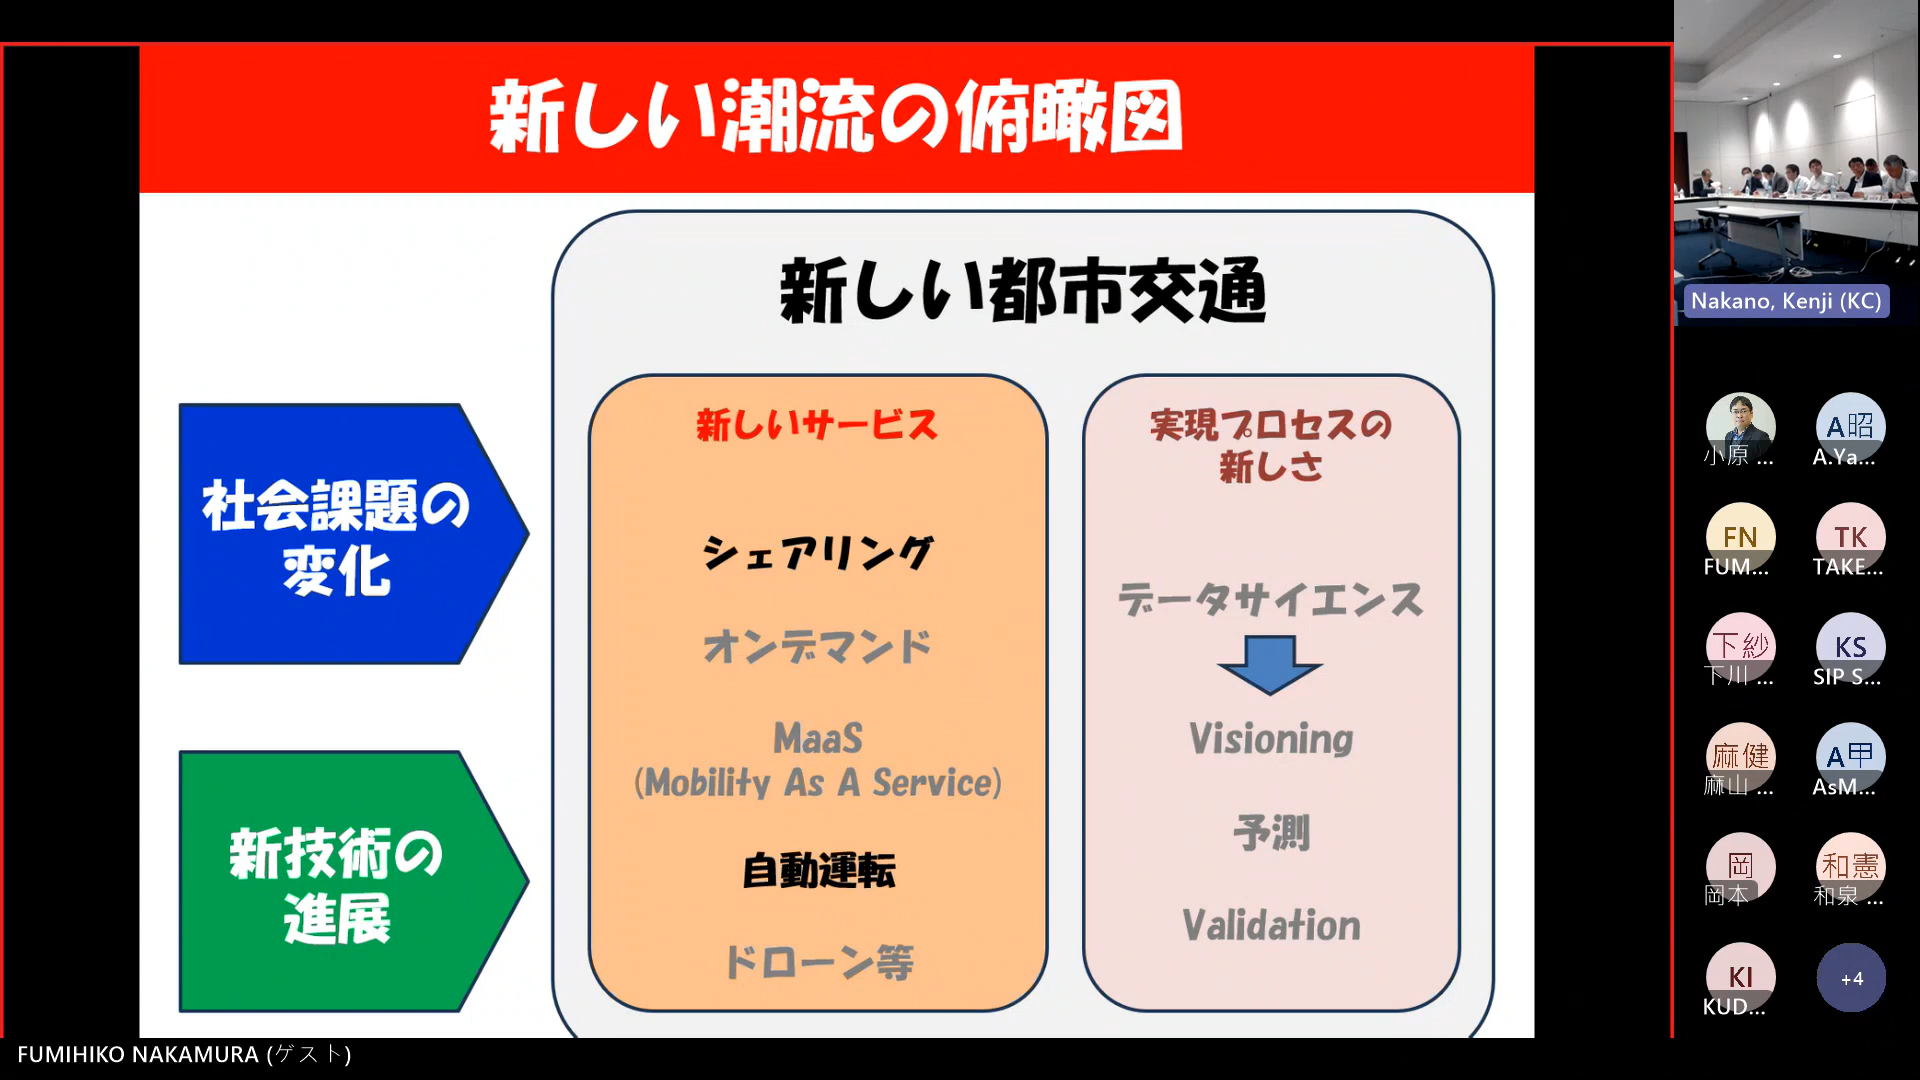 新しい潮流の俯瞰図
新しい都市交通
社会課題の
変化
新技術の
進展
新しいサービス
シェアリング
オンデマンド
MaaS
(Mobility As A Service)
自動運転
ドローン等
実現プロセスの
新しさ
データサイエンス
Visioning
予測
Validation
Nakano, Kenji (KC)
小原 ...
A昭
A.Ya...
FN
FUM...
TK
TAKE...
下紗
下川 ...
KS
SIP S...
麻健
麻山 ...
A甲
AsM...
岡
岡本
和憲
和泉 ...
KI
KUD...
+4
FUMIHIKO NAKAMURA (ゲスト)